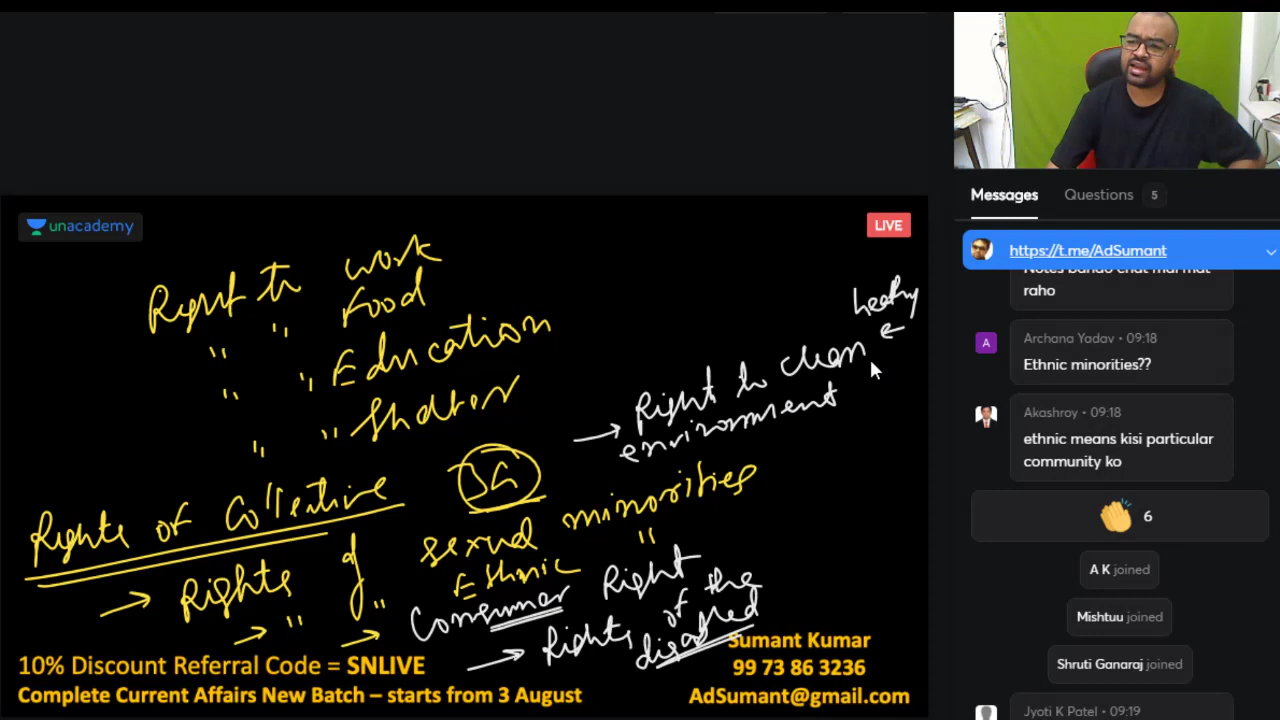 unacademy
LIVE
Right to work
" " Food
" " Education
" " Shelter
healthy
→ Right to clean ←
environment
Rights of Collective
→ Rights of sexual minorities
→ " " Ethnic "
→ Consumer Right
→ Rights of the
disabled
10% Discount Referral Code = SNLIVE
Complete Current Affairs New Batch – starts from 3 August
Sumant Kumar
99 73 86 3236
AdSumant@gmail.com
Messages Questions 5
https://t.me/AdSumant
Notes banao chat mai mat
raho
A
Archana Yadav • 09:18
Ethnic minorities??
Akashroy • 09:18
ethnic means kisi particular
community ko
6
A K joined
Mishtuu joined
Shruti Ganaraj joined
Jyoti K Patel • 09:19